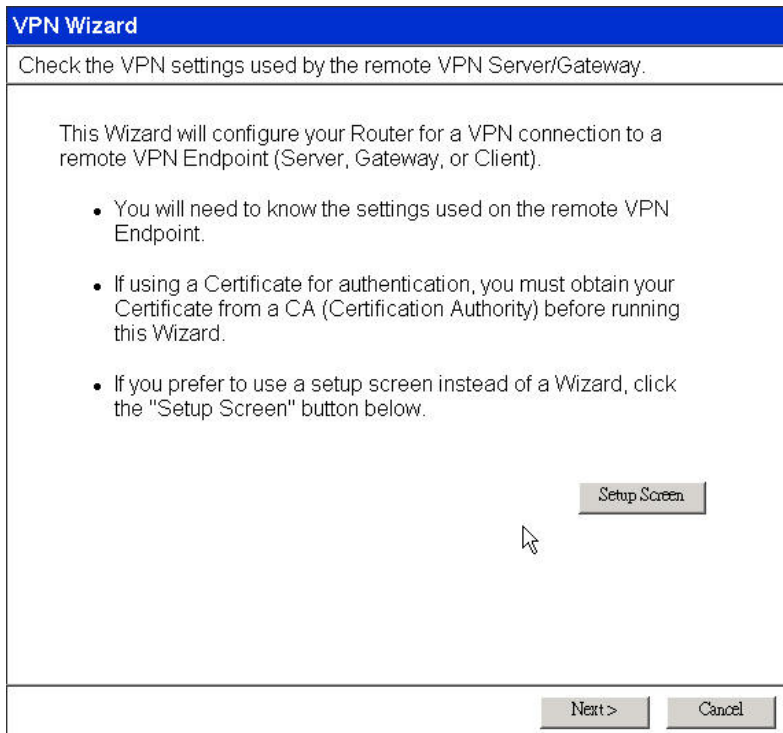 VPN Wizard
Check the VPN settings used by the remote VPN Server/Gateway.
This Wizard will configure your Router for a VPN connection to a
remote VPN Endpoint (Server, Gateway, or Client).
• You will need to know the settings used on the remote VPN
Endpoint.
• If using a Certificate for authentication, you must obtain your
Certificate from a CA (Certification Authority) before running
this Wizard.
• If you prefer to use a setup screen instead of a Wizard, click
the "Setup Screen" button below.
Setup Screen
Next >
Cancel